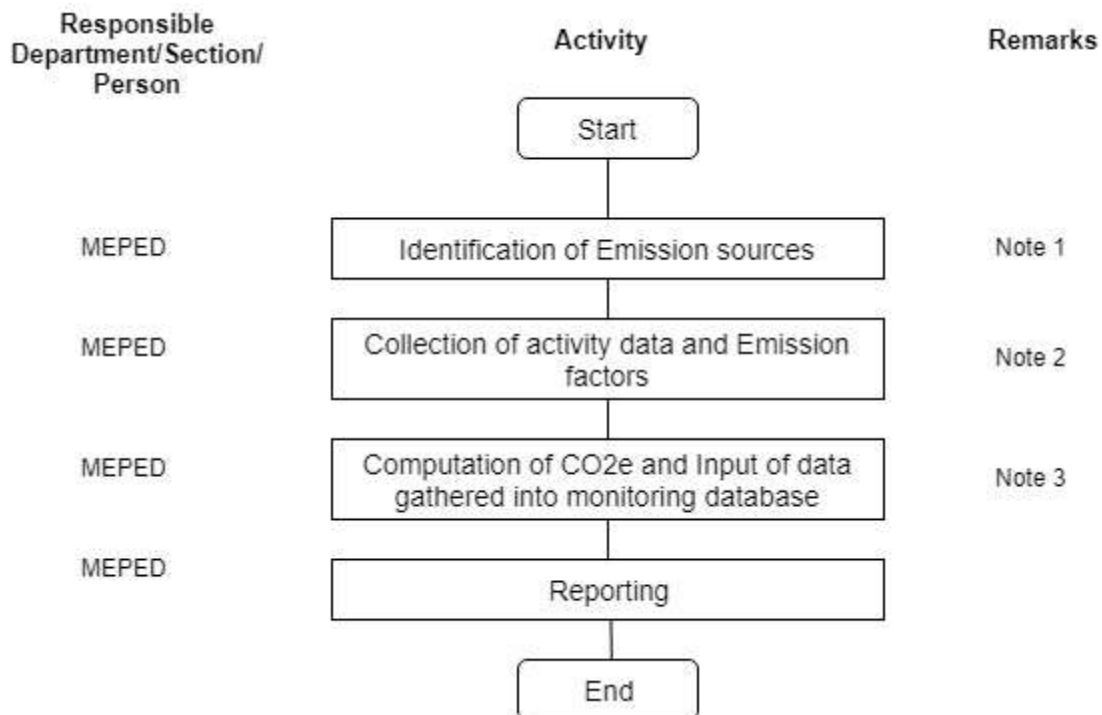 Responsible
Department/Section/
Person
Activity
Remarks
Start
MEPED
Identification of Emission sources
Note 1
MEPED
Collection of activity data and Emission
factors
Note 2
MEPED
Computation of CO2e and Input of data
gathered into monitoring database
Note 3
MEPED
Reporting
End